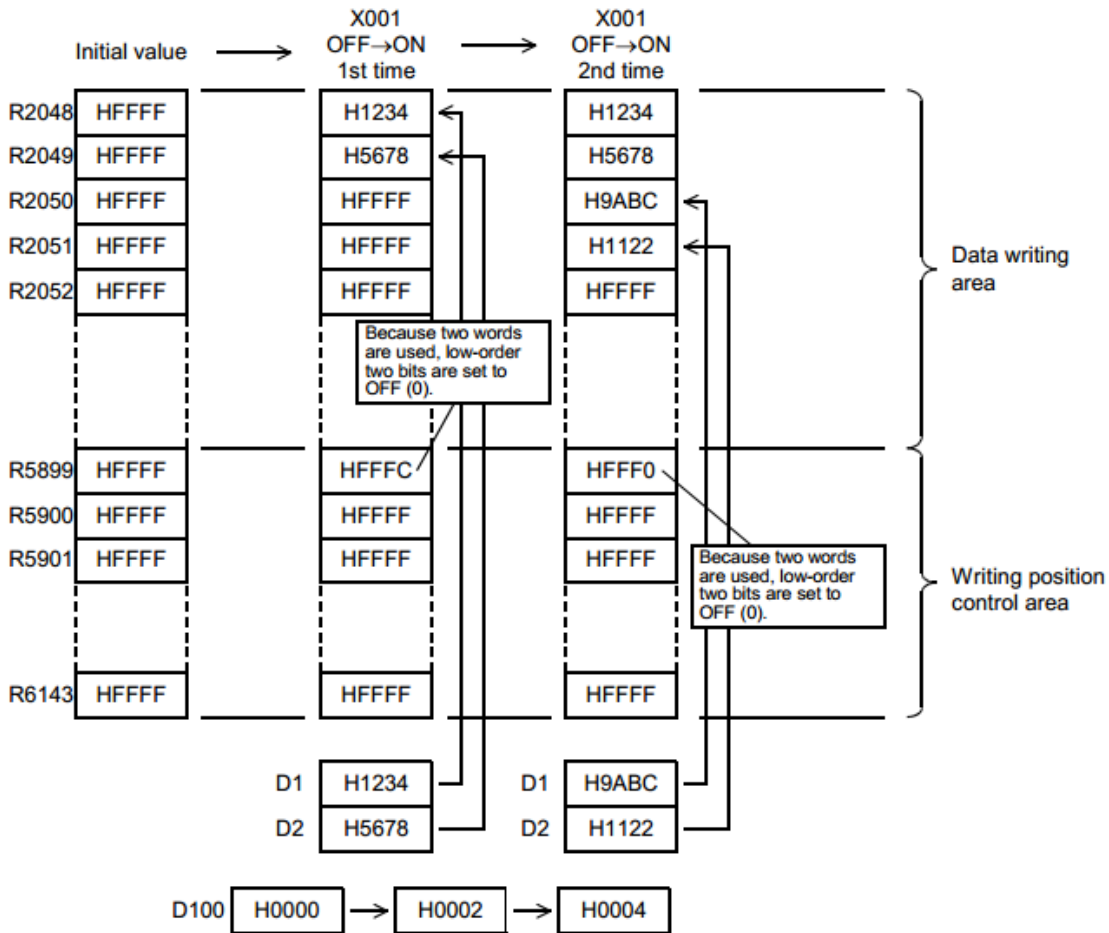 X001 X001
Initial value OFF→ON OFF→ON
1st time 2nd time
R2048 HFFFF H1234 H1234
R2049 HFFFF H5678 H5678
R2050 HFFFF HFFFF H9ABC
R2051 HFFFF HFFFF H1122
R2052 HFFFF HFFFF HFFFF
Data writing
area
Because two words
are used, low-order
two bits are set to
OFF (0).
R5899 HFFFF HFFFC HFFF0
R5900 HFFFF HFFFF HFFFF
R5901 HFFFF HFFFF HFFFF
Because two words
are used, low-order
two bits are set to
OFF (0).
Writing position
control area
R6143 HFFFF HFFFF HFFFF
D1 H1234 D1 H9ABC
D2 H5678 D2 H1122
D100 H0000 H0002 H0004